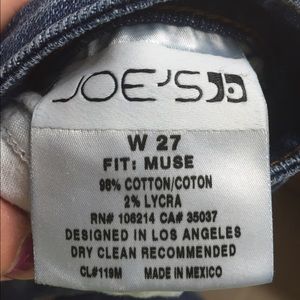 JOE'S
W 27
FIT: MUSE
98% COTTON/COTON
2% LYCRA
RN# 106214 CA# 35037
DESIGNED IN LOS ANGELES
DRY CLEAN RECOMMENDED
CL#119M MADE IN MEXICO